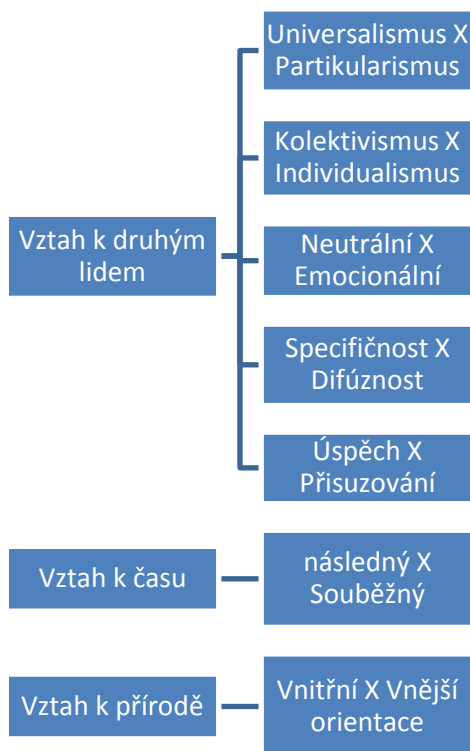 Vztah k druhým
lidem
Universalismus X
Partikularismus
Kolektivismus X
Individualismus
Neutrální X
Emocionální
Specifičnost X
Difúznost
Úspěch X
Přisuzování
Vztah k času
následný X
Souběžný
Vztah k přírodě
Vnitřní X Vnější
orientace